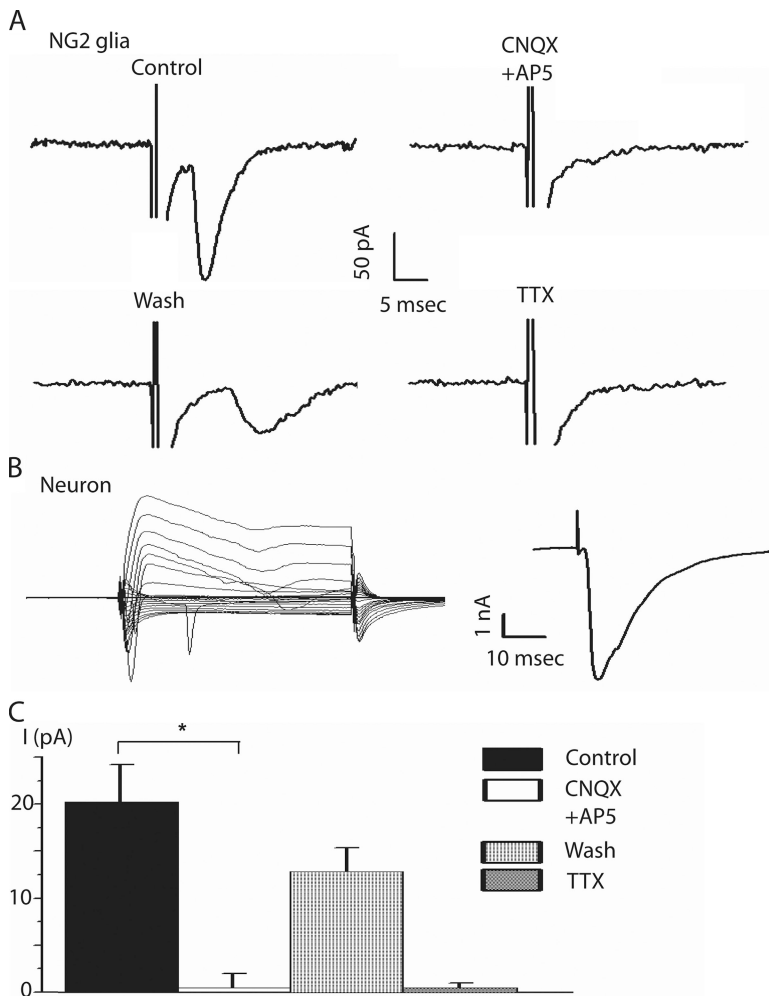 A
NG2 glia
Control
CNQX
+AP5
50 pA
5 msec
Wash
TTX
B
Neuron
1 nA
10 msec
C
I (pA)
*
20
10
0
Control
CNQX
+AP5
Wash
TTX